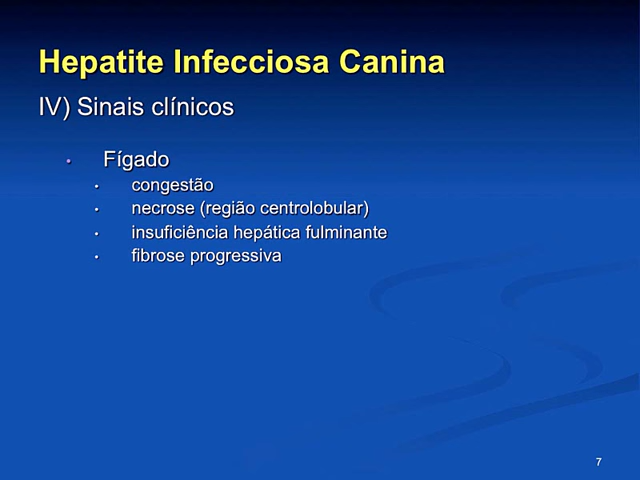 Hepatite Infecciosa Canina
IV) Sinais clínicos
• Fígado
• congestão
• necrose (região centrolobular)
• insuficiência hepática fulminante
• fibrose progressiva
7